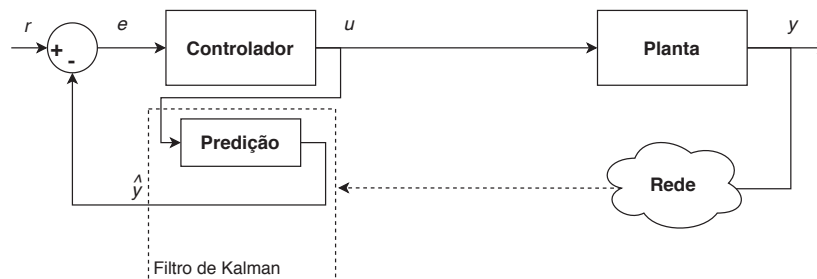 r
e
Controlador
u
Planta
y
+
-
Predição
ŷ
Rede
Filtro de Kalman